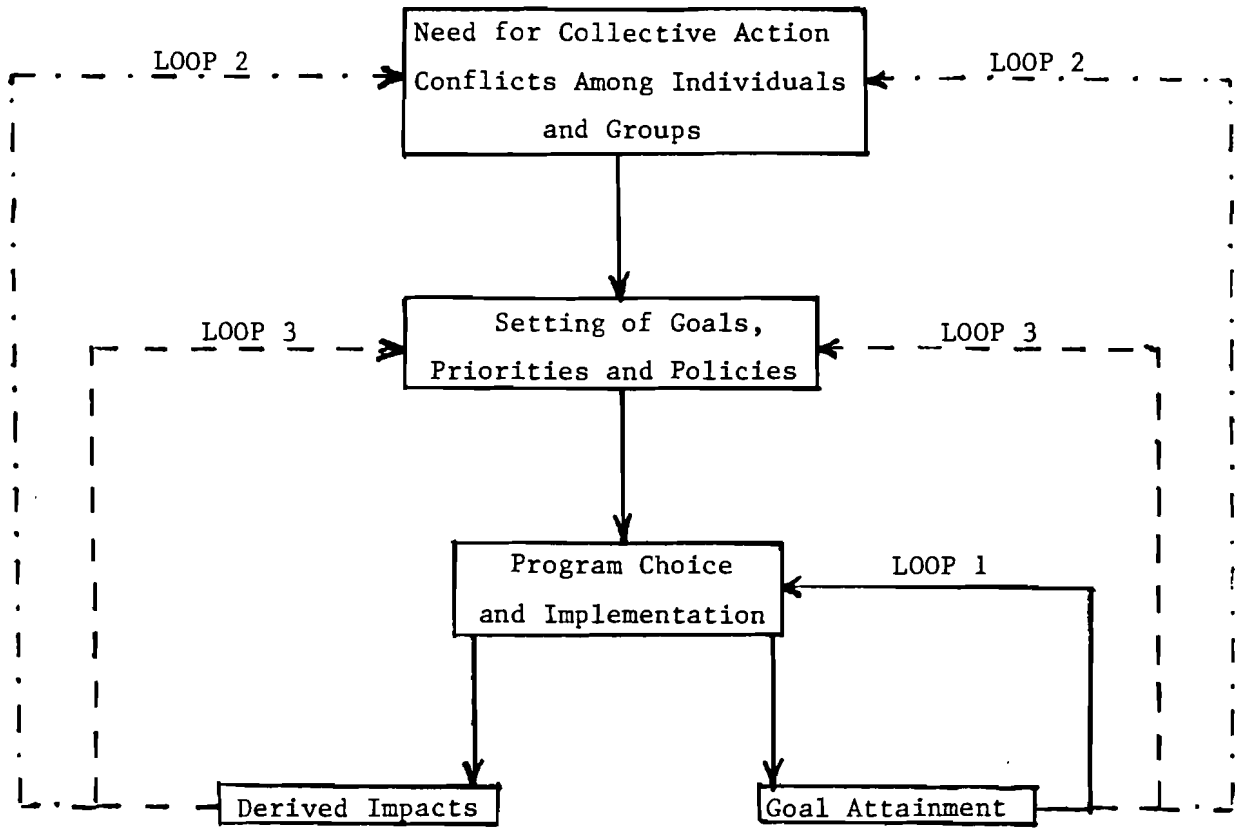 Need for Collective Action
LOOP 2
Conflicts Among Individuals
LOOP 2
and Groups
Setting of Goals,
LOOP 3
Priorities and Policies
LOOP 3
Program Choice
LOOP 1
and Implementation
Derived Impacts
Goal Attainment